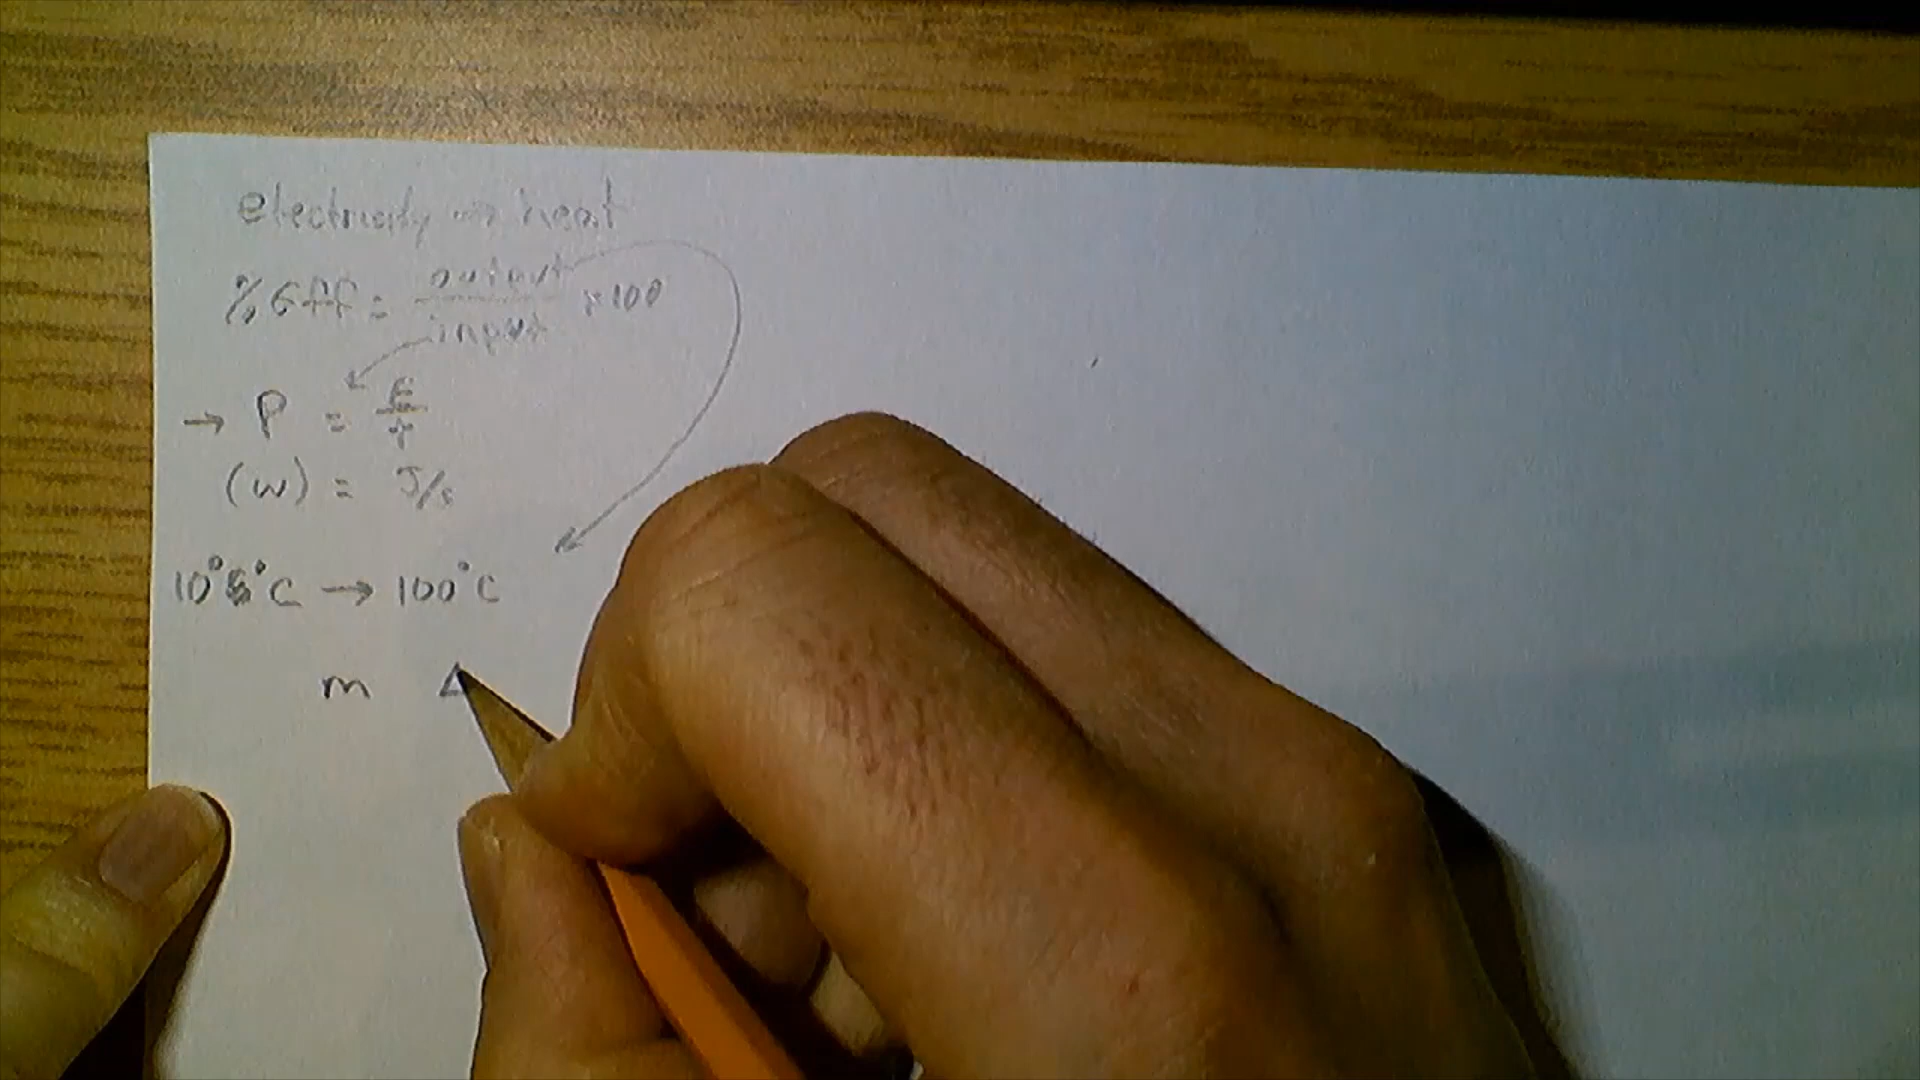 electricity → heat
% Eff = output / input × 100
→ P = E / t
(W) = J/s
10°C → 100°C
m Δ